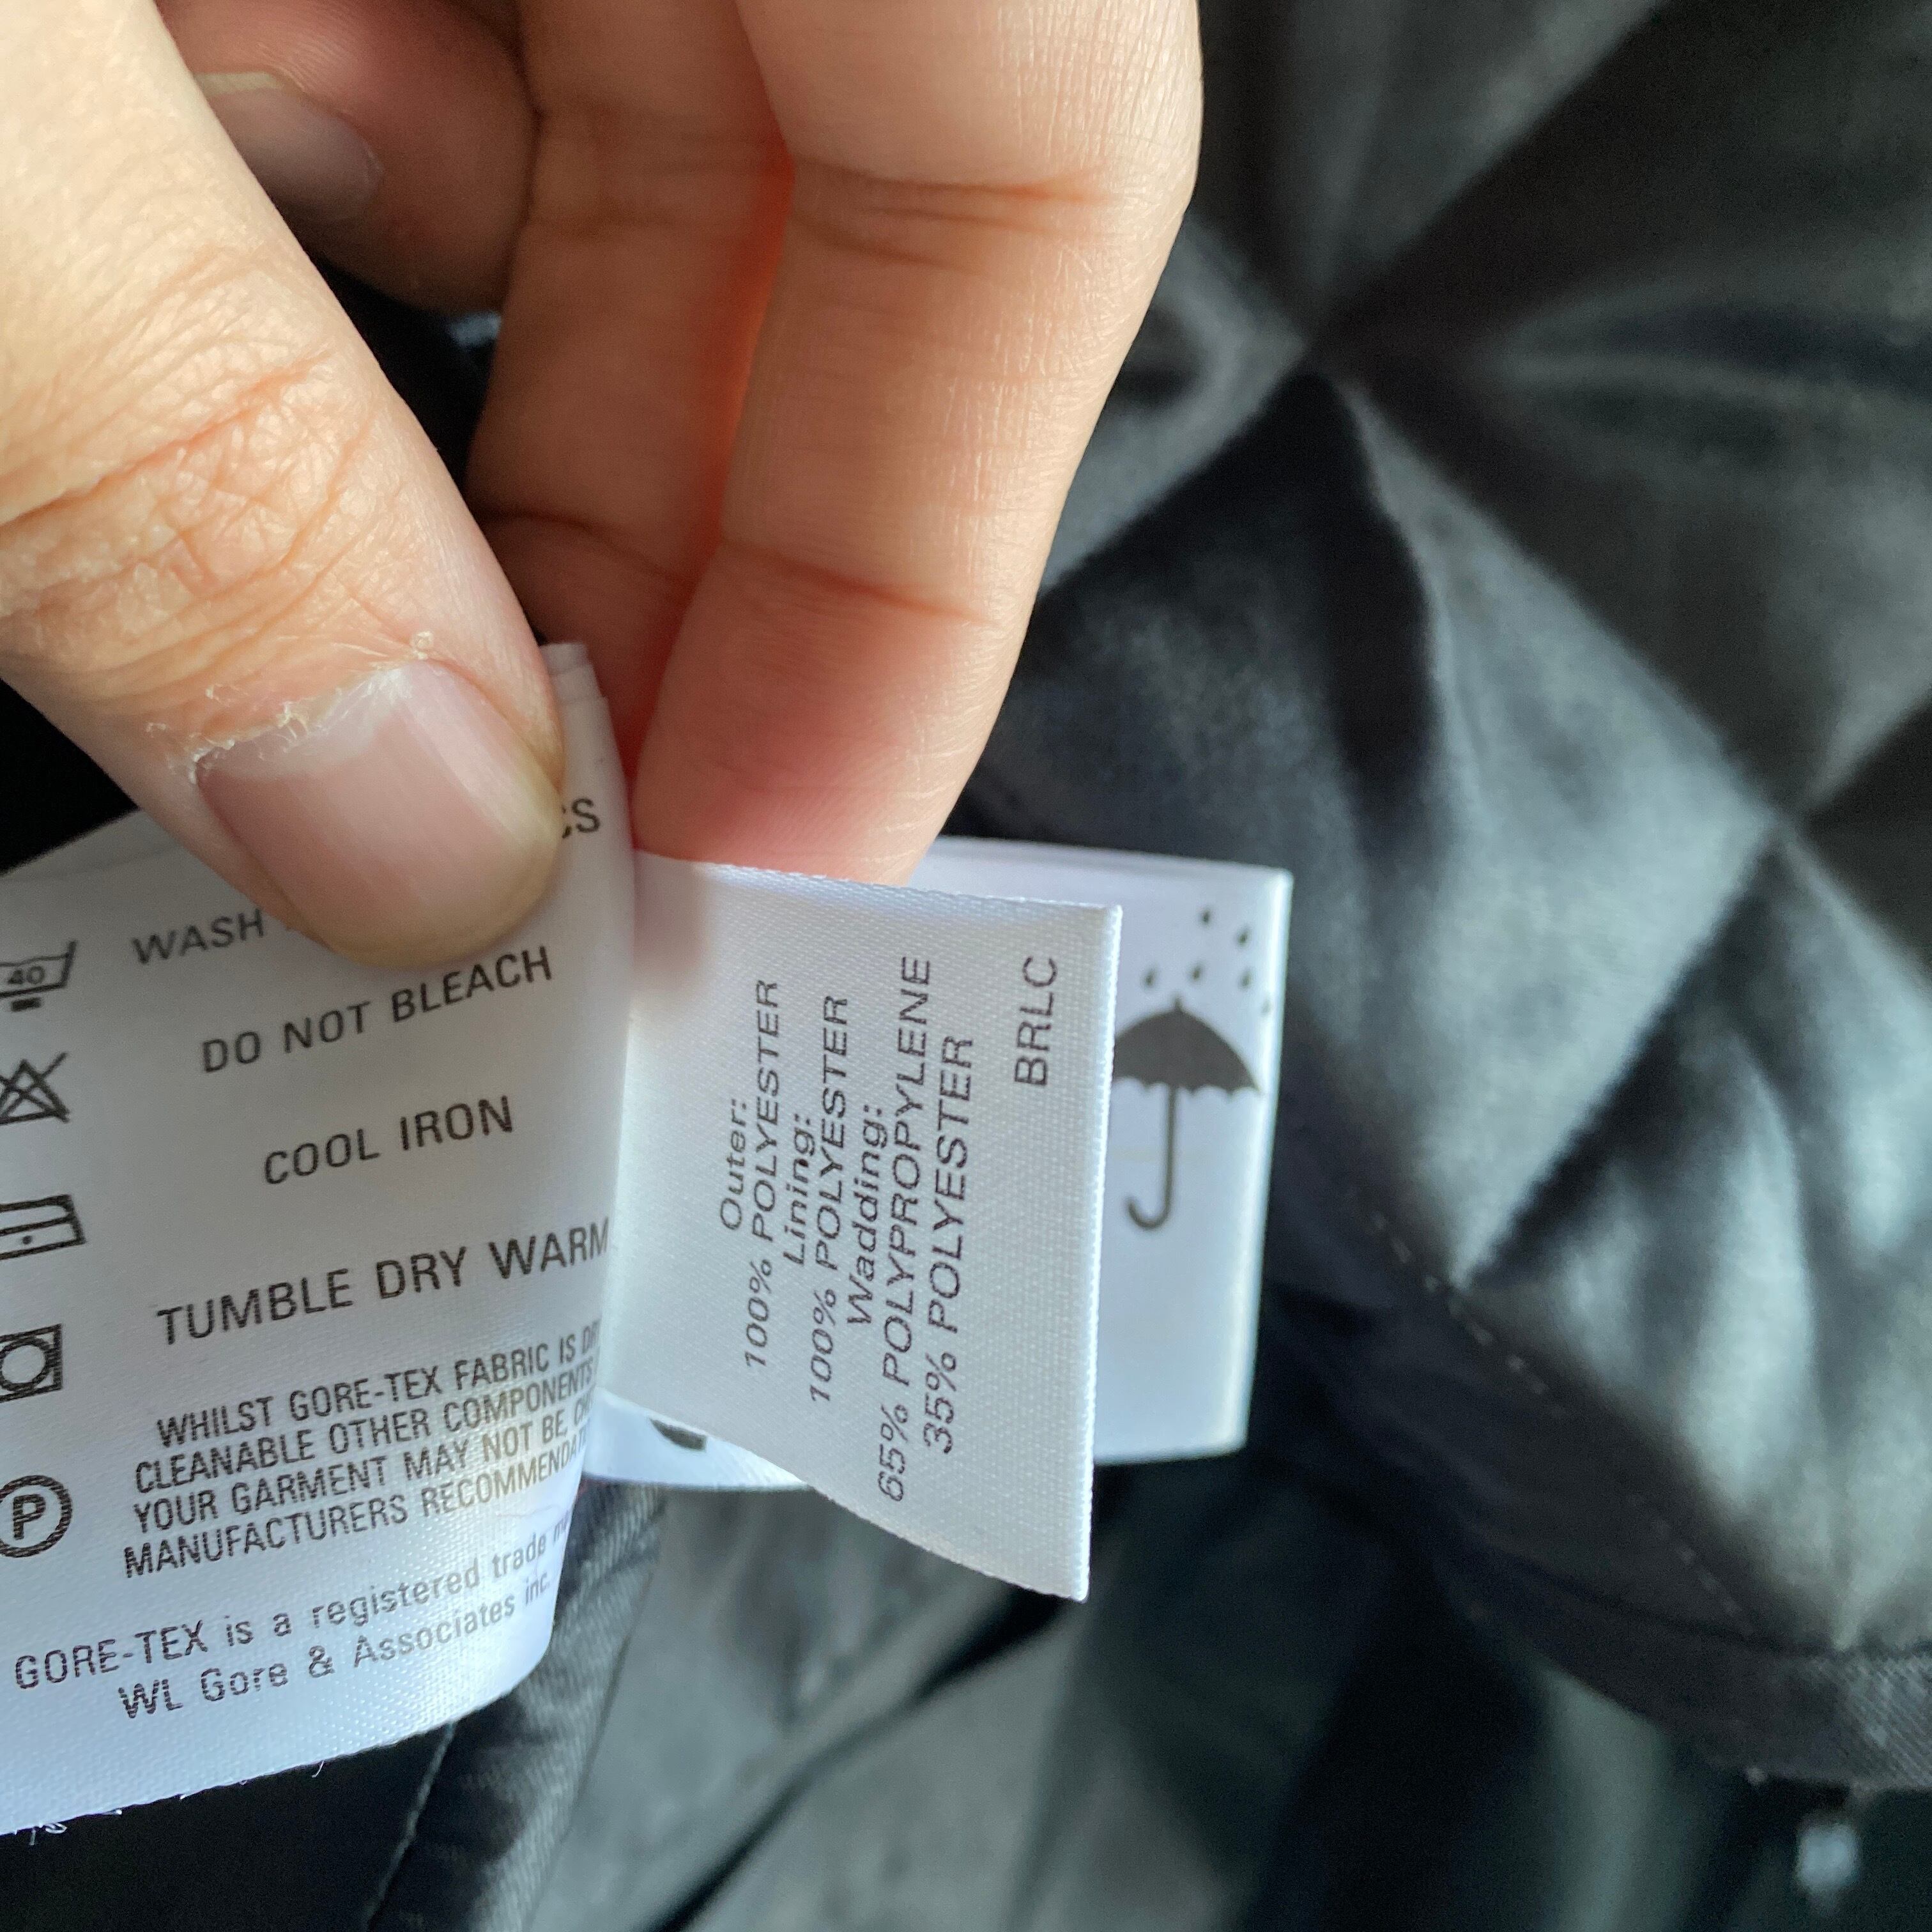 CS
40
WASH
DO NOT BLEACH
COOL IRON
TUMBLE DRY WARM
P
WHILST GORE-TEX FABRIC IS
CLEANABLE OTHER COMPONENTS
YOUR GARMENT MAY NOT BE,
MANUFACTURERS
GORE-TEX is a registered trade
WL Gore & Associates inc.
Outer:
100% POLYESTER
Lining::
100% POLYESTER
Wadding::
65% POLYPROPYLENE
35% POLYESTER
BRLC